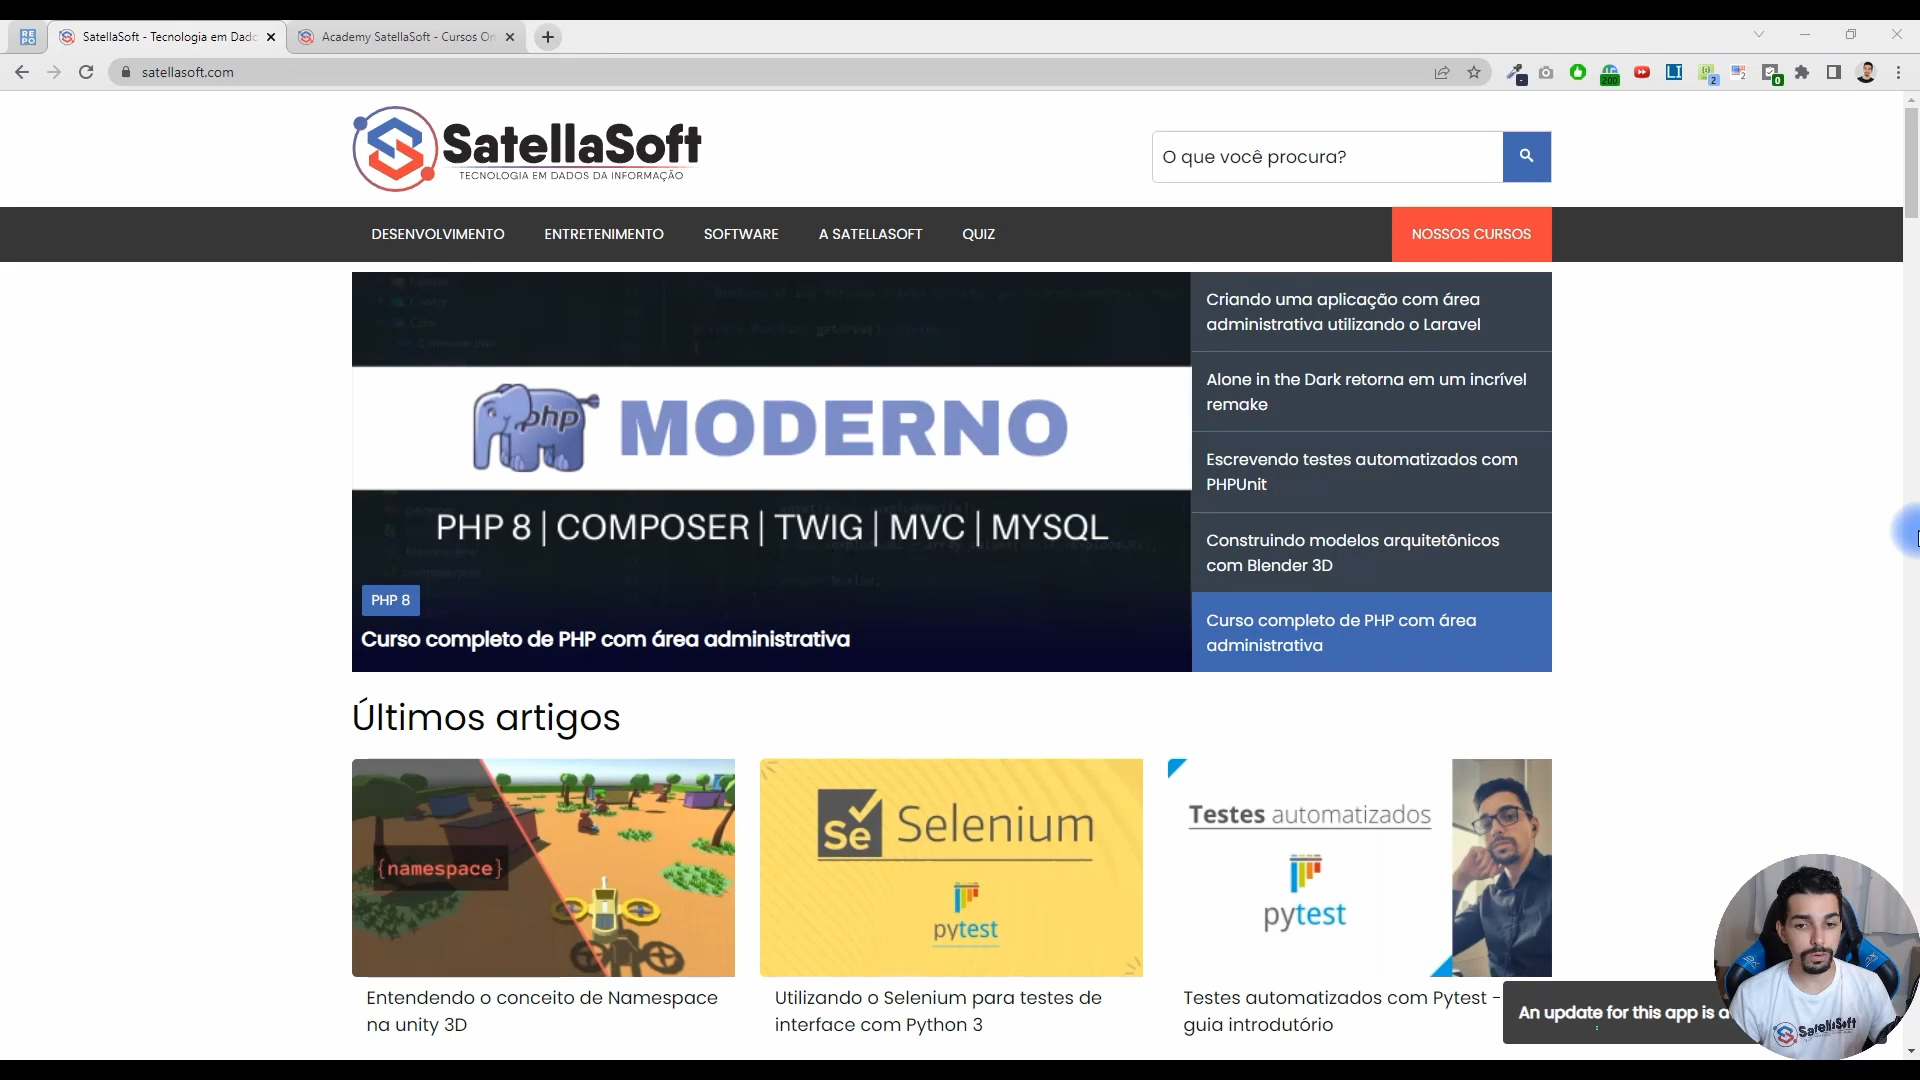 SatellaSoft - Tecnologia em Dado
Academy SatellaSoft - Cursos On
satellasoft.com
200
2
2
0
SatellaSoft
TECNOLOGIA EM DADOS DA INFORMAÇÃO
O que você procura?
DESENVOLVIMENTO
ENTRETENIMENTO
SOFTWARE
A SATELLASOFT
QUIZ
NOSSOS CURSOS
php MODERNO
PHP 8 | COMPOSER | TWIG | MVC | MYSQL
PHP 8
Curso completo de PHP com área administrativa
Criando uma aplicação com área
administrativa utilizando o Laravel
Alone in the Dark retorna em um incrível
remake
Escrevendo testes automatizados com
PHPUnit
Construindo modelos arquitetônicos
com Blender 3D
Curso completo de PHP com área
administrativa
Últimos artigos
{namespace}
Se Selenium
pytest
Testes automatizados
pytest
Entendendo o conceito de Namespace
na unity 3D
Utilizando o Selenium para testes de
interface com Python 3
Testes automatizados com Pytest -
guia introdutório
An update for this app is a
SatellaSoft